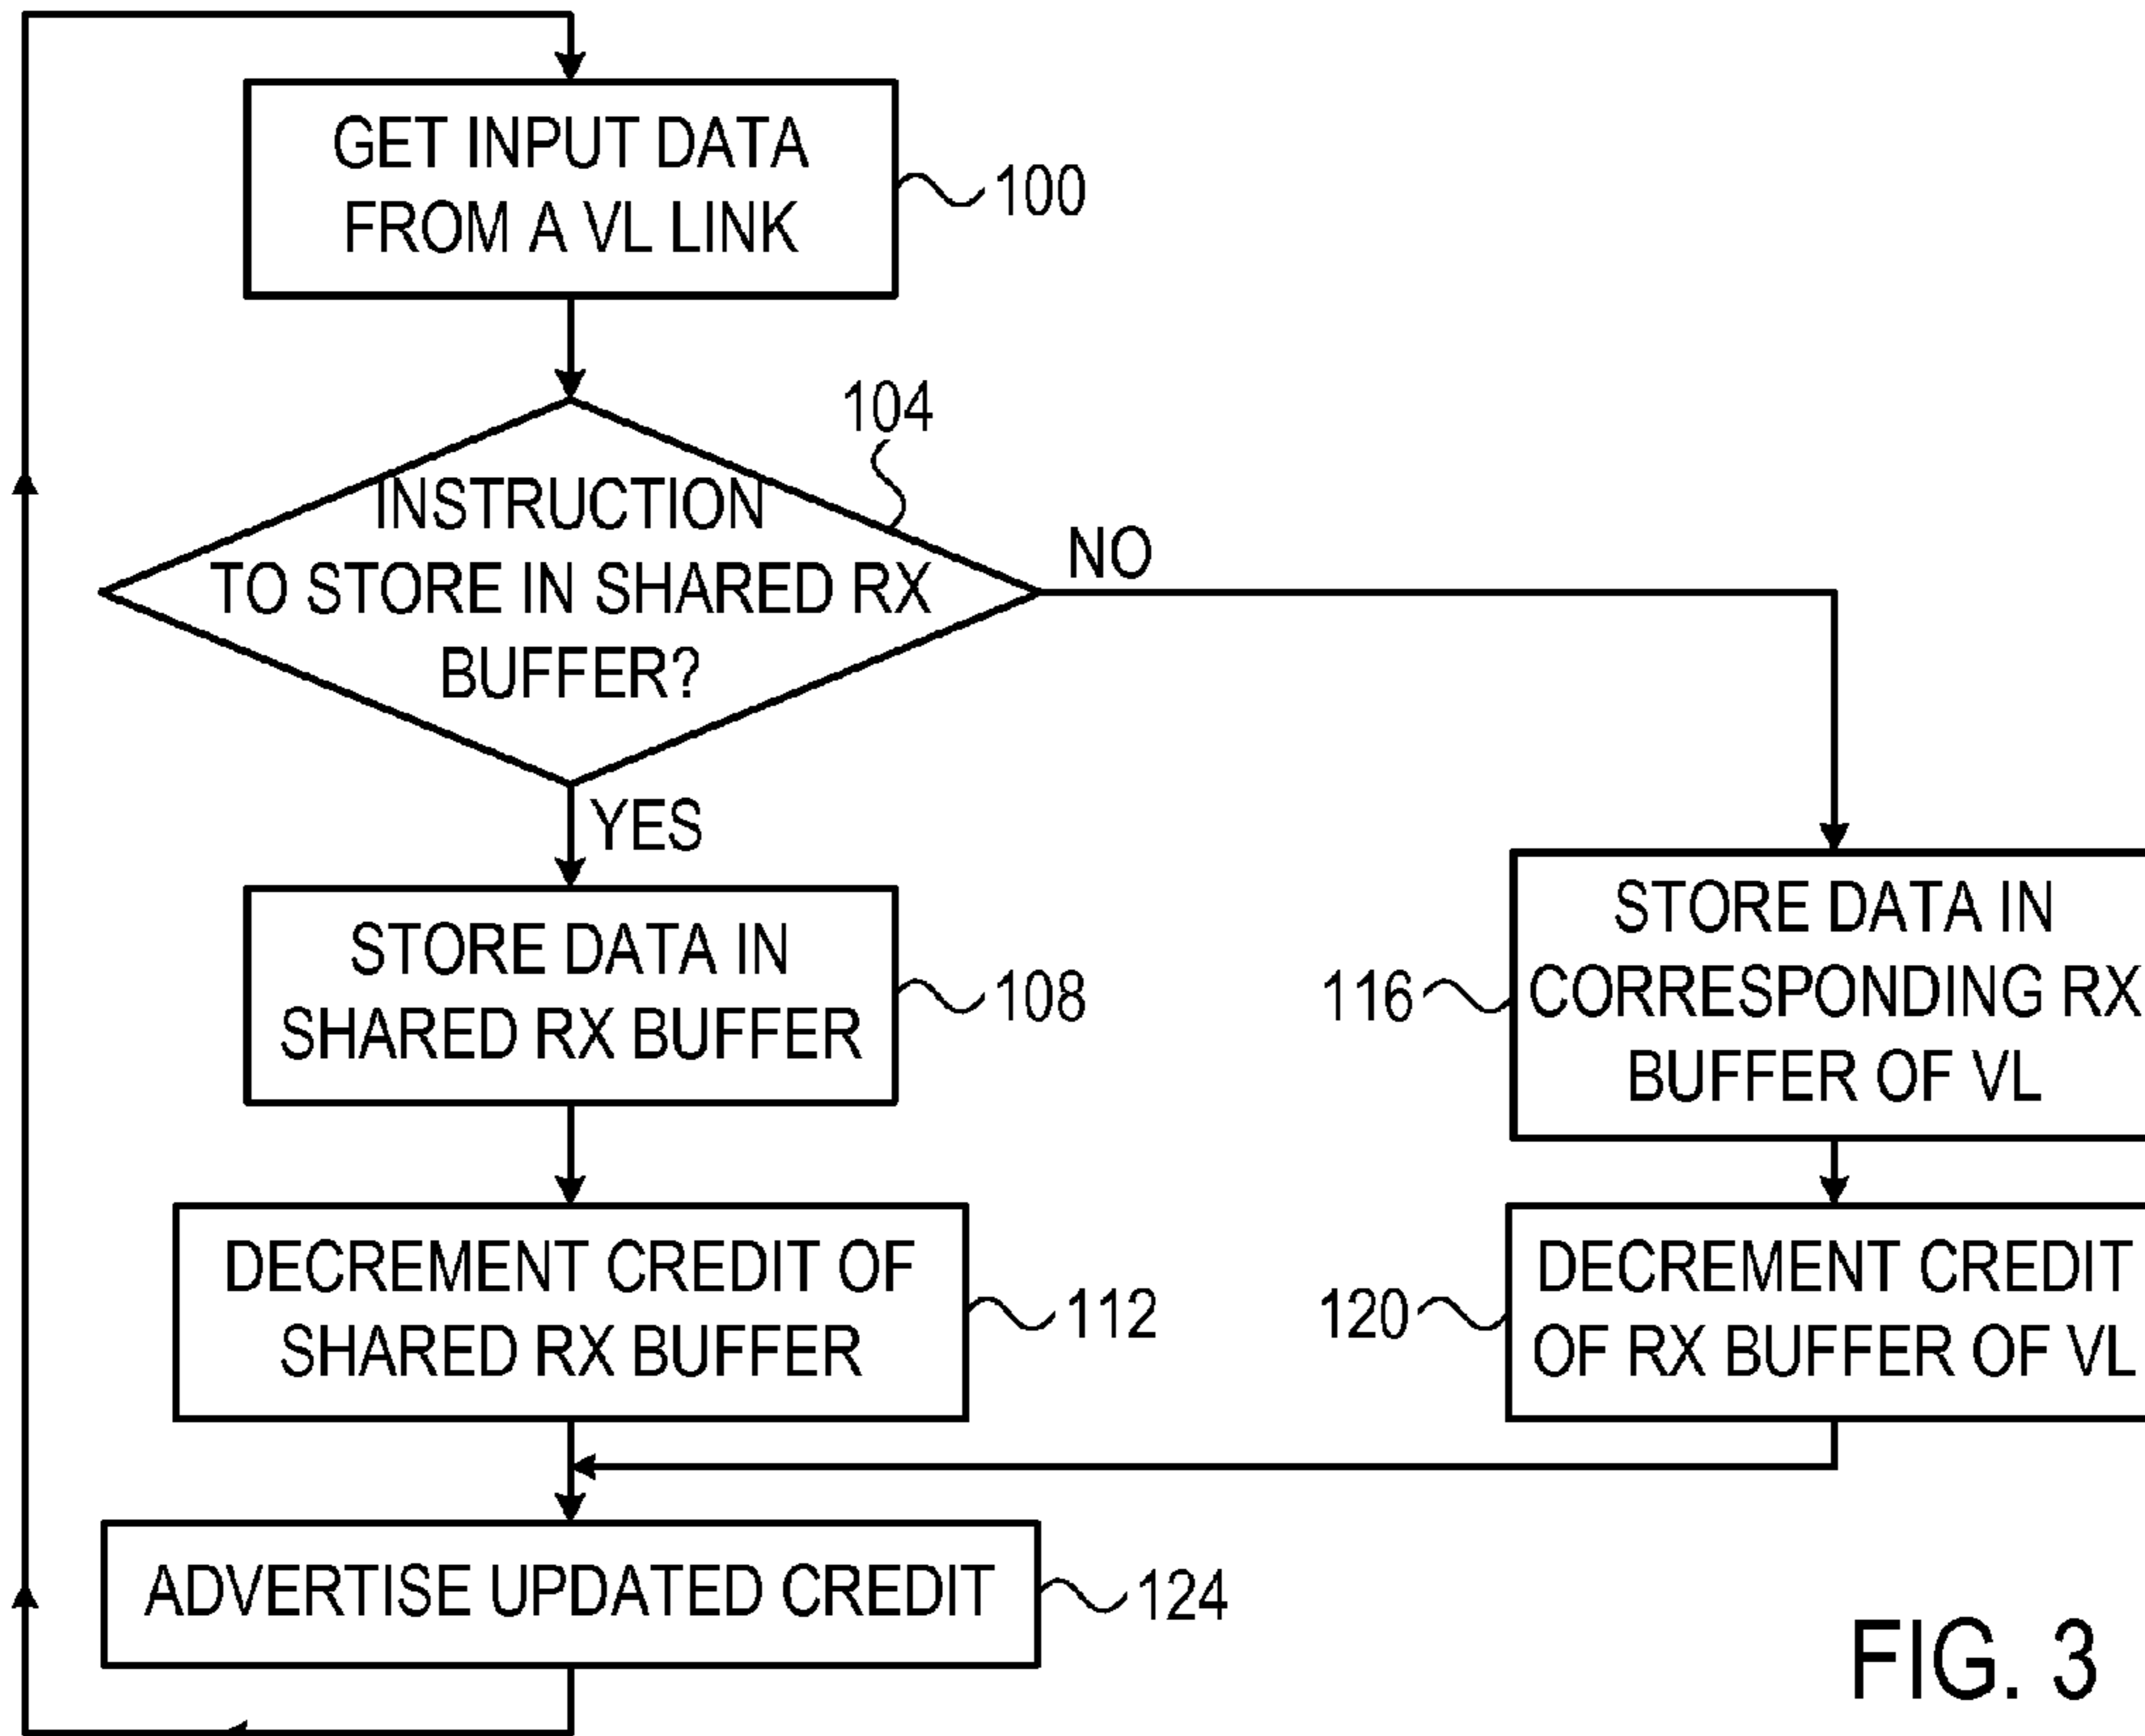 GET INPUT DATA
FROM A VL LINK
100
104
INSTRUCTION
TO STORE IN SHARED RX
BUFFER?
NO
YES
STORE DATA IN
SHARED RX BUFFER
108
116
STORE DATA IN
CORRESPONDING RX
BUFFER OF VL
DECREMENT CREDIT OF
SHARED RX BUFFER
112
120
DECREMENT CREDIT
OF RX BUFFER OF VL
ADVERTISE UPDATED CREDIT
124
FIG. 3